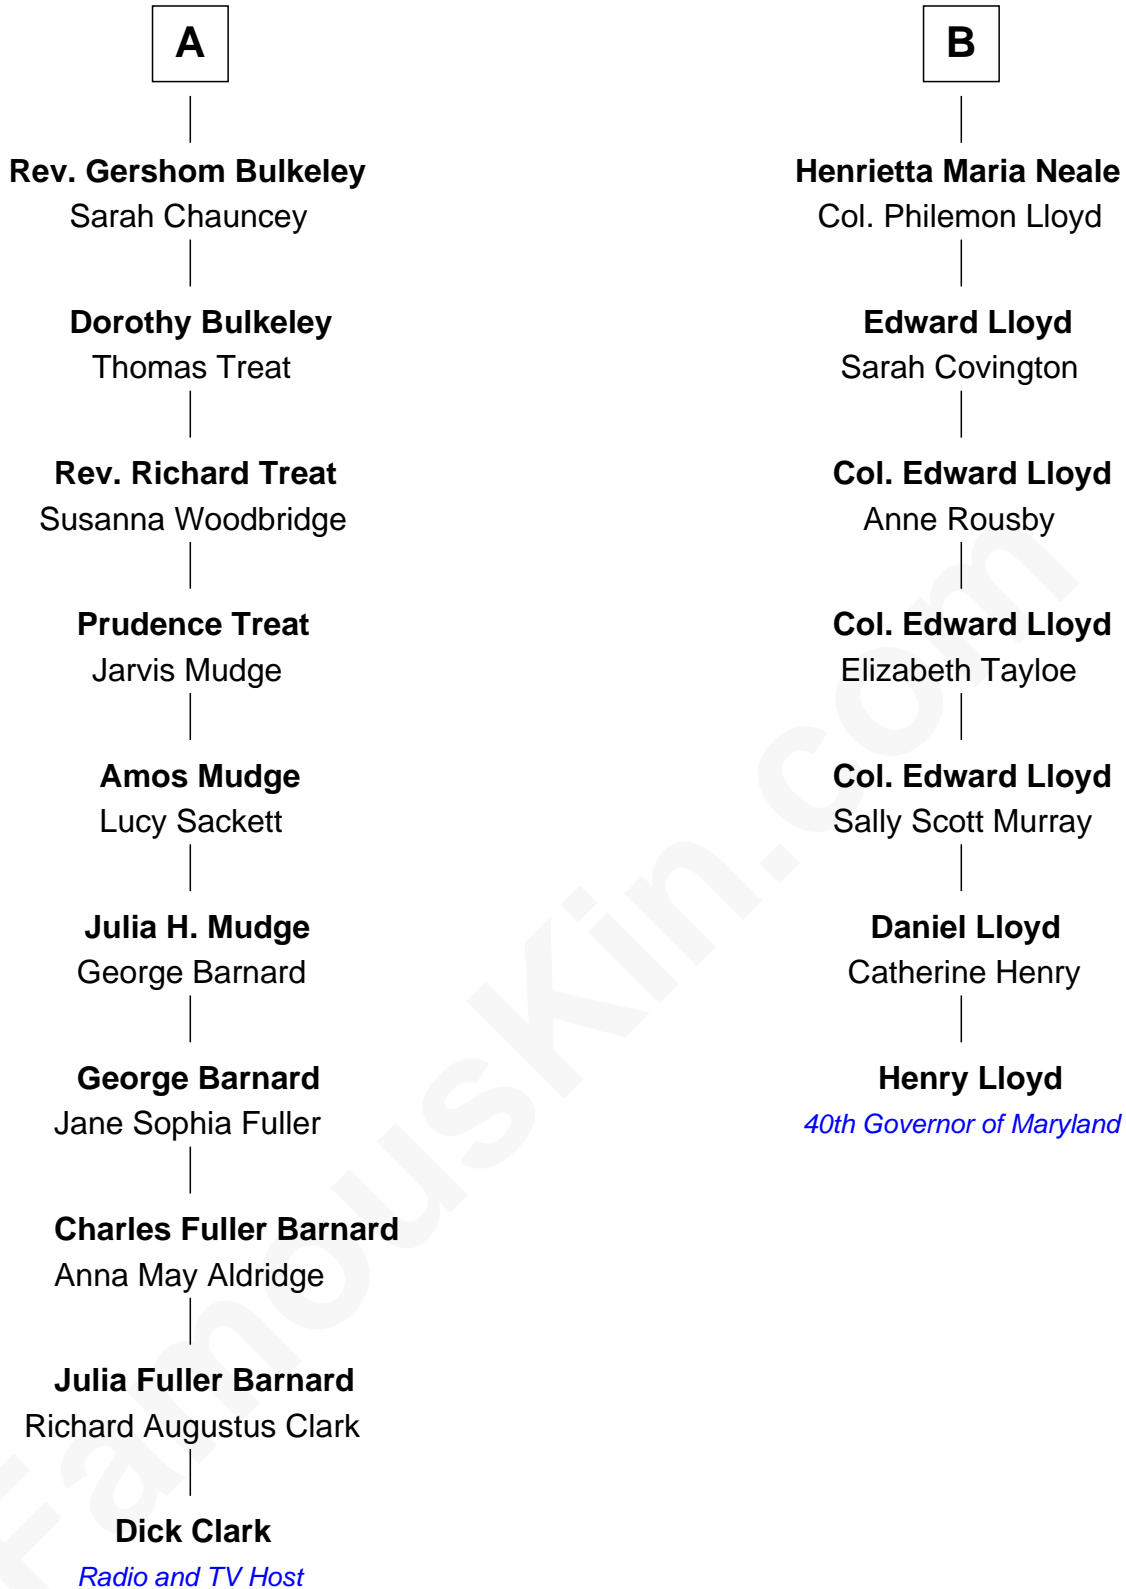 A
Rev. Gershom Bulkeley
Sarah Chauncey
Dorothy Bulkeley
Thomas Treat
Rev. Richard Treat
Susanna Woodbridge
Prudence Treat
Jarvis Mudge
Amos Mudge
Lucy Sackett
Julia H. Mudge
George Barnard
George Barnard
Jane Sophia Fuller
Charles Fuller Barnard
Anna May Aldridge
Julia Fuller Barnard
Richard Augustus Clark
Dick Clark
Radio and TV Host
B
Henrietta Maria Neale
Col. Philemon Lloyd
Edward Lloyd
Sarah Covington
Col. Edward Lloyd
Anne Rousby
Col. Edward Lloyd
Elizabeth Tayloe
Col. Edward Lloyd
Sally Scott Murray
Daniel Lloyd
Catherine Henry
Henry Lloyd
40th Governor of Maryland
FamousKin.com